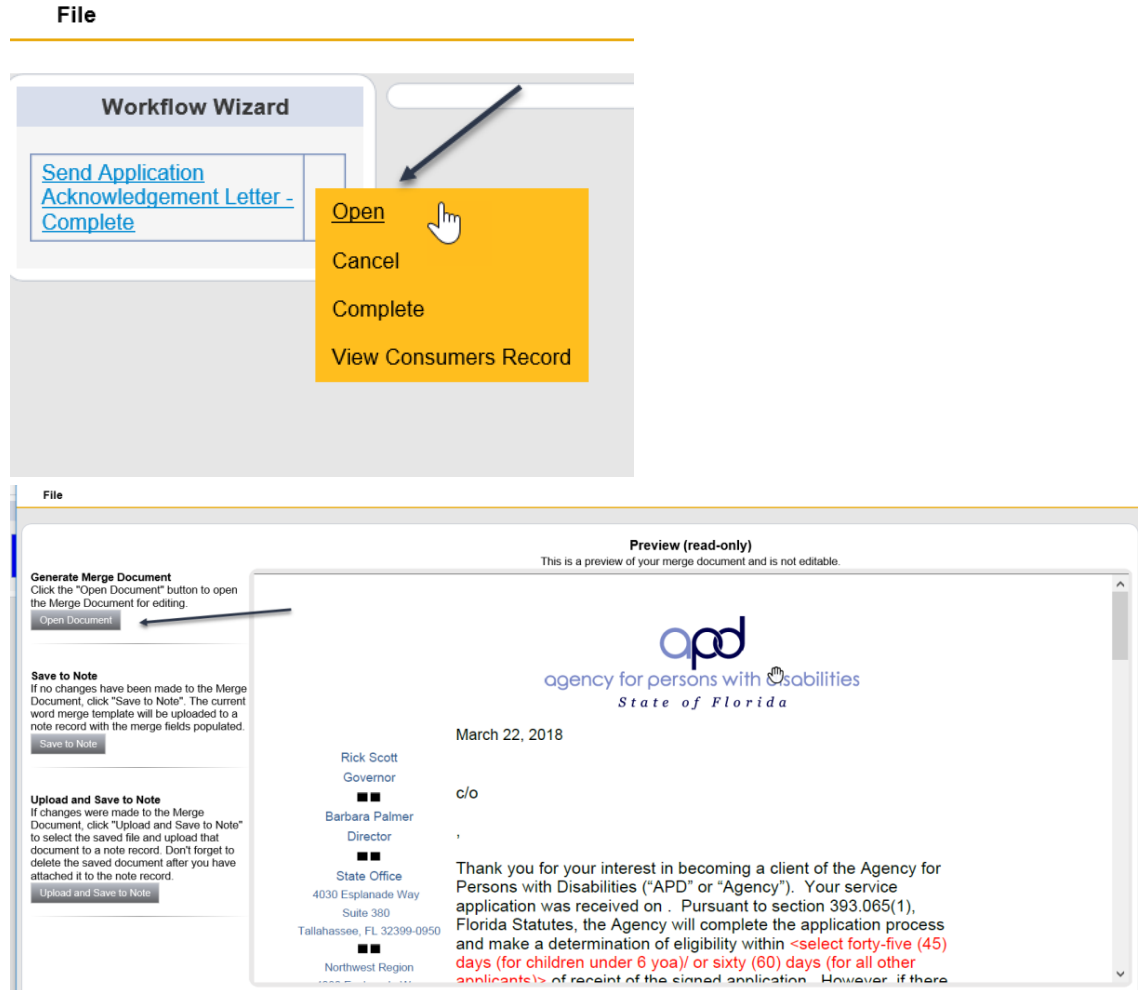 File
Workflow Wizard
Send Application
Acknowledgement Letter -
Complete
Open
Cancel
Complete
View Consumers Record
File
Preview (read-only)
This is a preview of your merge document and is not editable.
Generate Merge Document
Click the "Open Document" button to open
the Merge Document for editing.
Open Document
Save to Note
If no changes have been made to the Merge
Document, click "Save to Note". The current
word merge template will be uploaded to a
note record with the merge fields populated.
Save to Note
Upload and Save to Note
If changes were made to the Merge
Document, click "Upload and Save to Note"
to select the saved file and upload that
document to a note record. Don't forget to
delete the saved document after you have
attached it to the note record.
Upload and Save to Note
apd
agency for persons with disabilities
State of Florida
March 22, 2018
Rick Scott
Governor
Barbara Palmer
Director
State Office
4030 Esplanade Way
Suite 380
Tallahassee, FL 32399-0950
Northwest Region
c/o
,
Thank you for your interest in becoming a client of the Agency for
Persons with Disabilities (“APD” or “Agency”).  Your service
application was received on .  Pursuant to section 393.065(1),
Florida Statutes, the Agency will complete the application process
and make a determination of eligibility within <select forty-five (45)
days (for children under 6 yoa)/ or sixty (60) days (for all other
applicants)> of receipt of the signed application.  However, if there